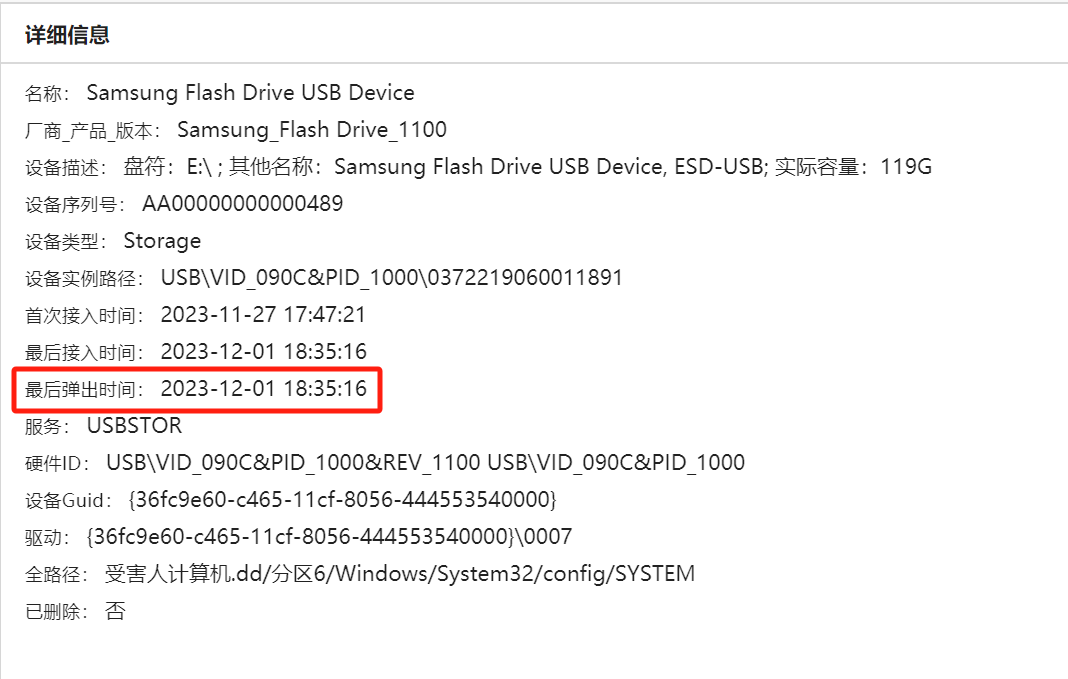 详细信息
名称： Samsung Flash Drive USB Device
厂商_产品_版本： Samsung_Flash Drive_1100
设备描述： 盘符：E:\ ; 其他名称：Samsung Flash Drive USB Device, ESD-USB; 实际容量：119G
设备序列号： AA00000000000489
设备类型： Storage
设备实例路径： USB\VID_090C&PID_1000\0372219060011891
首次接入时间： 2023-11-27 17:47:21
最后接入时间： 2023-12-01 18:35:16
最后弹出时间： 2023-12-01 18:35:16
服务： USBSTOR
硬件ID： USB\VID_090C&PID_1000&REV_1100 USB\VID_090C&PID_1000
设备Guid： {36fc9e60-c465-11cf-8056-444553540000}
驱动： {36fc9e60-c465-11cf-8056-444553540000}\0007
全路径： 受害人计算机.dd/分区6/Windows/System32/config/SYSTEM
已删除： 否